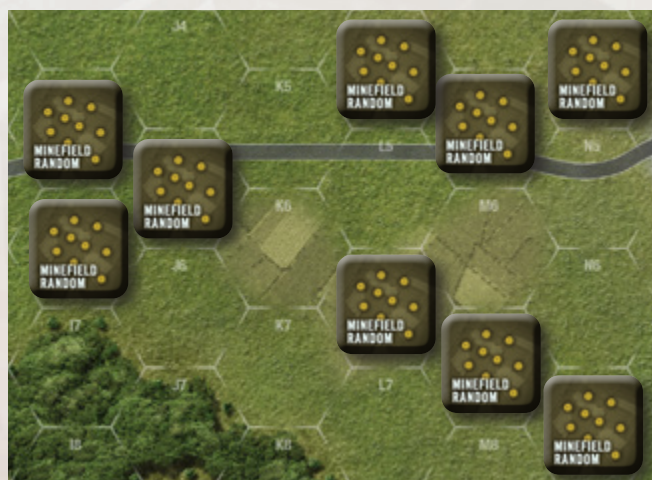 J4
K5
MINEFIELD
RANDOM
MINEFIELD
RANDOM
MINEFIELD
RANDOM
MINEFIELD
RANDOM
L5
N5
MINEFIELD
RANDOM
K6
M6
MINEFIELD
RANDOM
J6
N6
I7
K7
MINEFIELD
RANDOM
J7
L7
MINEFIELD
RANDOM
I8
K8
M8
MINEFIELD
RANDOM